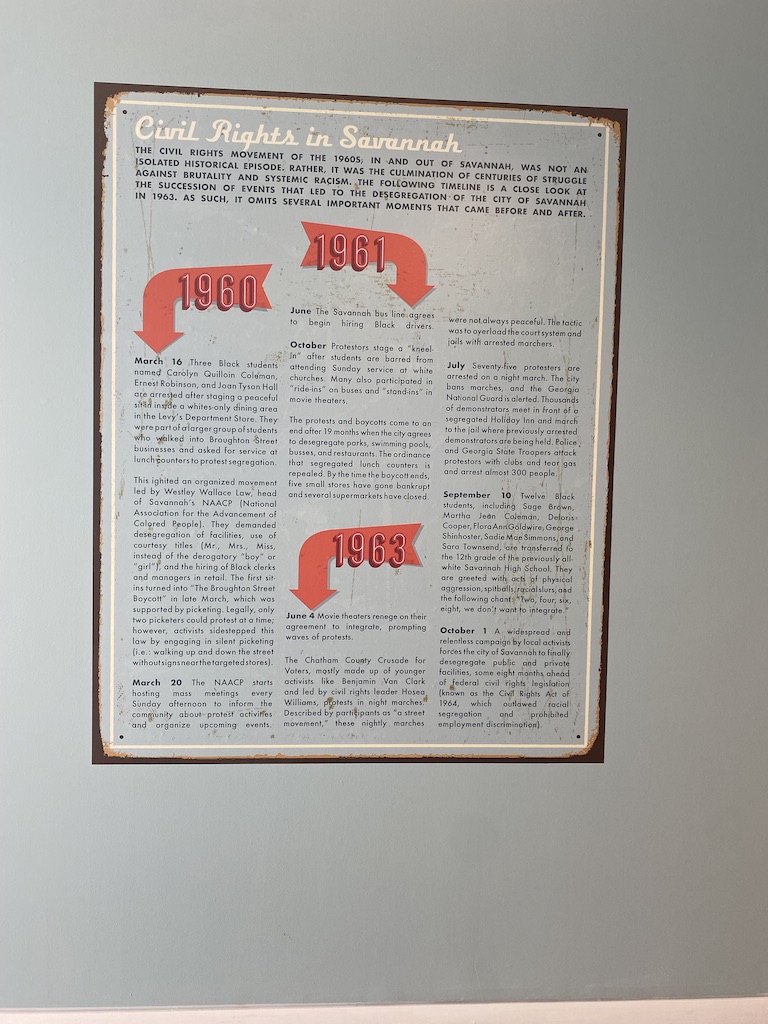 Civil Rights in Savannah
THE CIVIL RIGHTS MOVEMENT OF THE 1960S, IN AND OUT OF SAVANNAH, WAS NOT AN
ISOLATED HISTORICAL EPISODE. RATHER, IT WAS THE CULMINATION OF CENTURIES OF STRUGGLE
AGAINST BRUTALITY AND SYSTEMIC RACISM. THE FOLLOWING TIMELINE IS A CLOSE LOOK AT
THE SUCCESSION OF EVENTS THAT LED TO THE DESEGREGATION OF THE CITY OF SAVANNAH
IN 1963. AS SUCH, IT OMITS SEVERAL IMPORTANT MOMENTS THAT CAME BEFORE AND AFTER.
1960
March 16 Three Black students
named Carolyn Quilloin Coleman,
Ernest Robinson, and Joan Tyson Hall
are arrested after staging a peaceful
sit-in inside a whites-only dining area
in the Levy's Department Store. They
were part of a larger group of students
who walked into Broughton Street
businesses and asked for service at
lunch counters to protest segregation.
This ighited an organized movement
led by Westley Wallace Law, head
of Savannah's NAACP (National
Association for the Advancement of
Colored People). They demanded
desegregation of facilities, use of
courtesy titles (Mr., Mrs., Miss,
instead of the derogatory "boy" or
"girl"), and the hiring of Black clerks
and managers in retail. The first sit-
ins turned into "The Broughton Street
Boycott" in late March, which was
supported by picketing. Legally, only
two picketers could protest at a time;
however, activists sidestepped this
law by engaging in silent picketing
(i.e.: walking up and down the street
without signs near the targeted stores).
March 20 The NAACP starts
hosting mass meetings every
Sunday afternoon to inform the
community about protest activities
and organize upcoming events.
1961
June The Savannah bus line agrees
to begin hiring Black drivers.
October Protestors stage a "kneel-
In" after students are barred from
attending Sunday service at white
churches. Many also participated in
"ride-ins" on buses and "stand-ins" in
movie theaters.
The protests and boycotts come to an
end after 19 months when the city agrees
to desegregate parks, swimming pools,
busses, and restaurants. The ordinance
that segregated lunch counters is
repealed. By the time the boycott ends,
five small stores have gone bankrupt
and several supermarkets have closed.
1963
June 4 Movie theaters renege on their
agreement to integrate, prompting
waves of protests.
The Chatham County Crusade for
Voters, mostly made up of younger
activists like Benjamin Van Clark
and led by civil rights leader Hosea
Williams, protests in night marches.
Described by participants as "a street
movement," these nightly marches
were not always peaceful. The tactic
was to overload the court system and
jails with arrested marchers.
July Seventy-five protesters are
arrested on a night march. The city
bans marches, and the Georgia
National Guard is alerted. Thousands
of demonstrators meet in front of a
segregated Holiday Inn and march
to the jail where previously arrested
demonstrators are being held. Police
and Georgia State Troopers attack
protestors with clubs and tear gas
and arrest almost 300 people.
September 10 Twelve Black
students, including Sage Brown,
Martha Jean Coleman, Deloris
Cooper, Flora Ann Goldwire, George
Shinhoster, Sadie Mae Simmons, and
Sara Townsend, are transferred to
the 12th grade of the previously all-
white Savannah High School. They
are greeted with acts of physical
aggression, spitballs, racial slurs, and
the following chant: "Two, four, six,
eight, we don't want to integrate."
October 1 A widespread and
relentless campaign by local activists
forces the city of Savannah to finally
desegregate public and private
facilities, some eight months ahead
of federal civil rights legislation
(known as the Civil Rights Act of
1964, which outlawed racial
segregation and prohibited
employment discrimination).